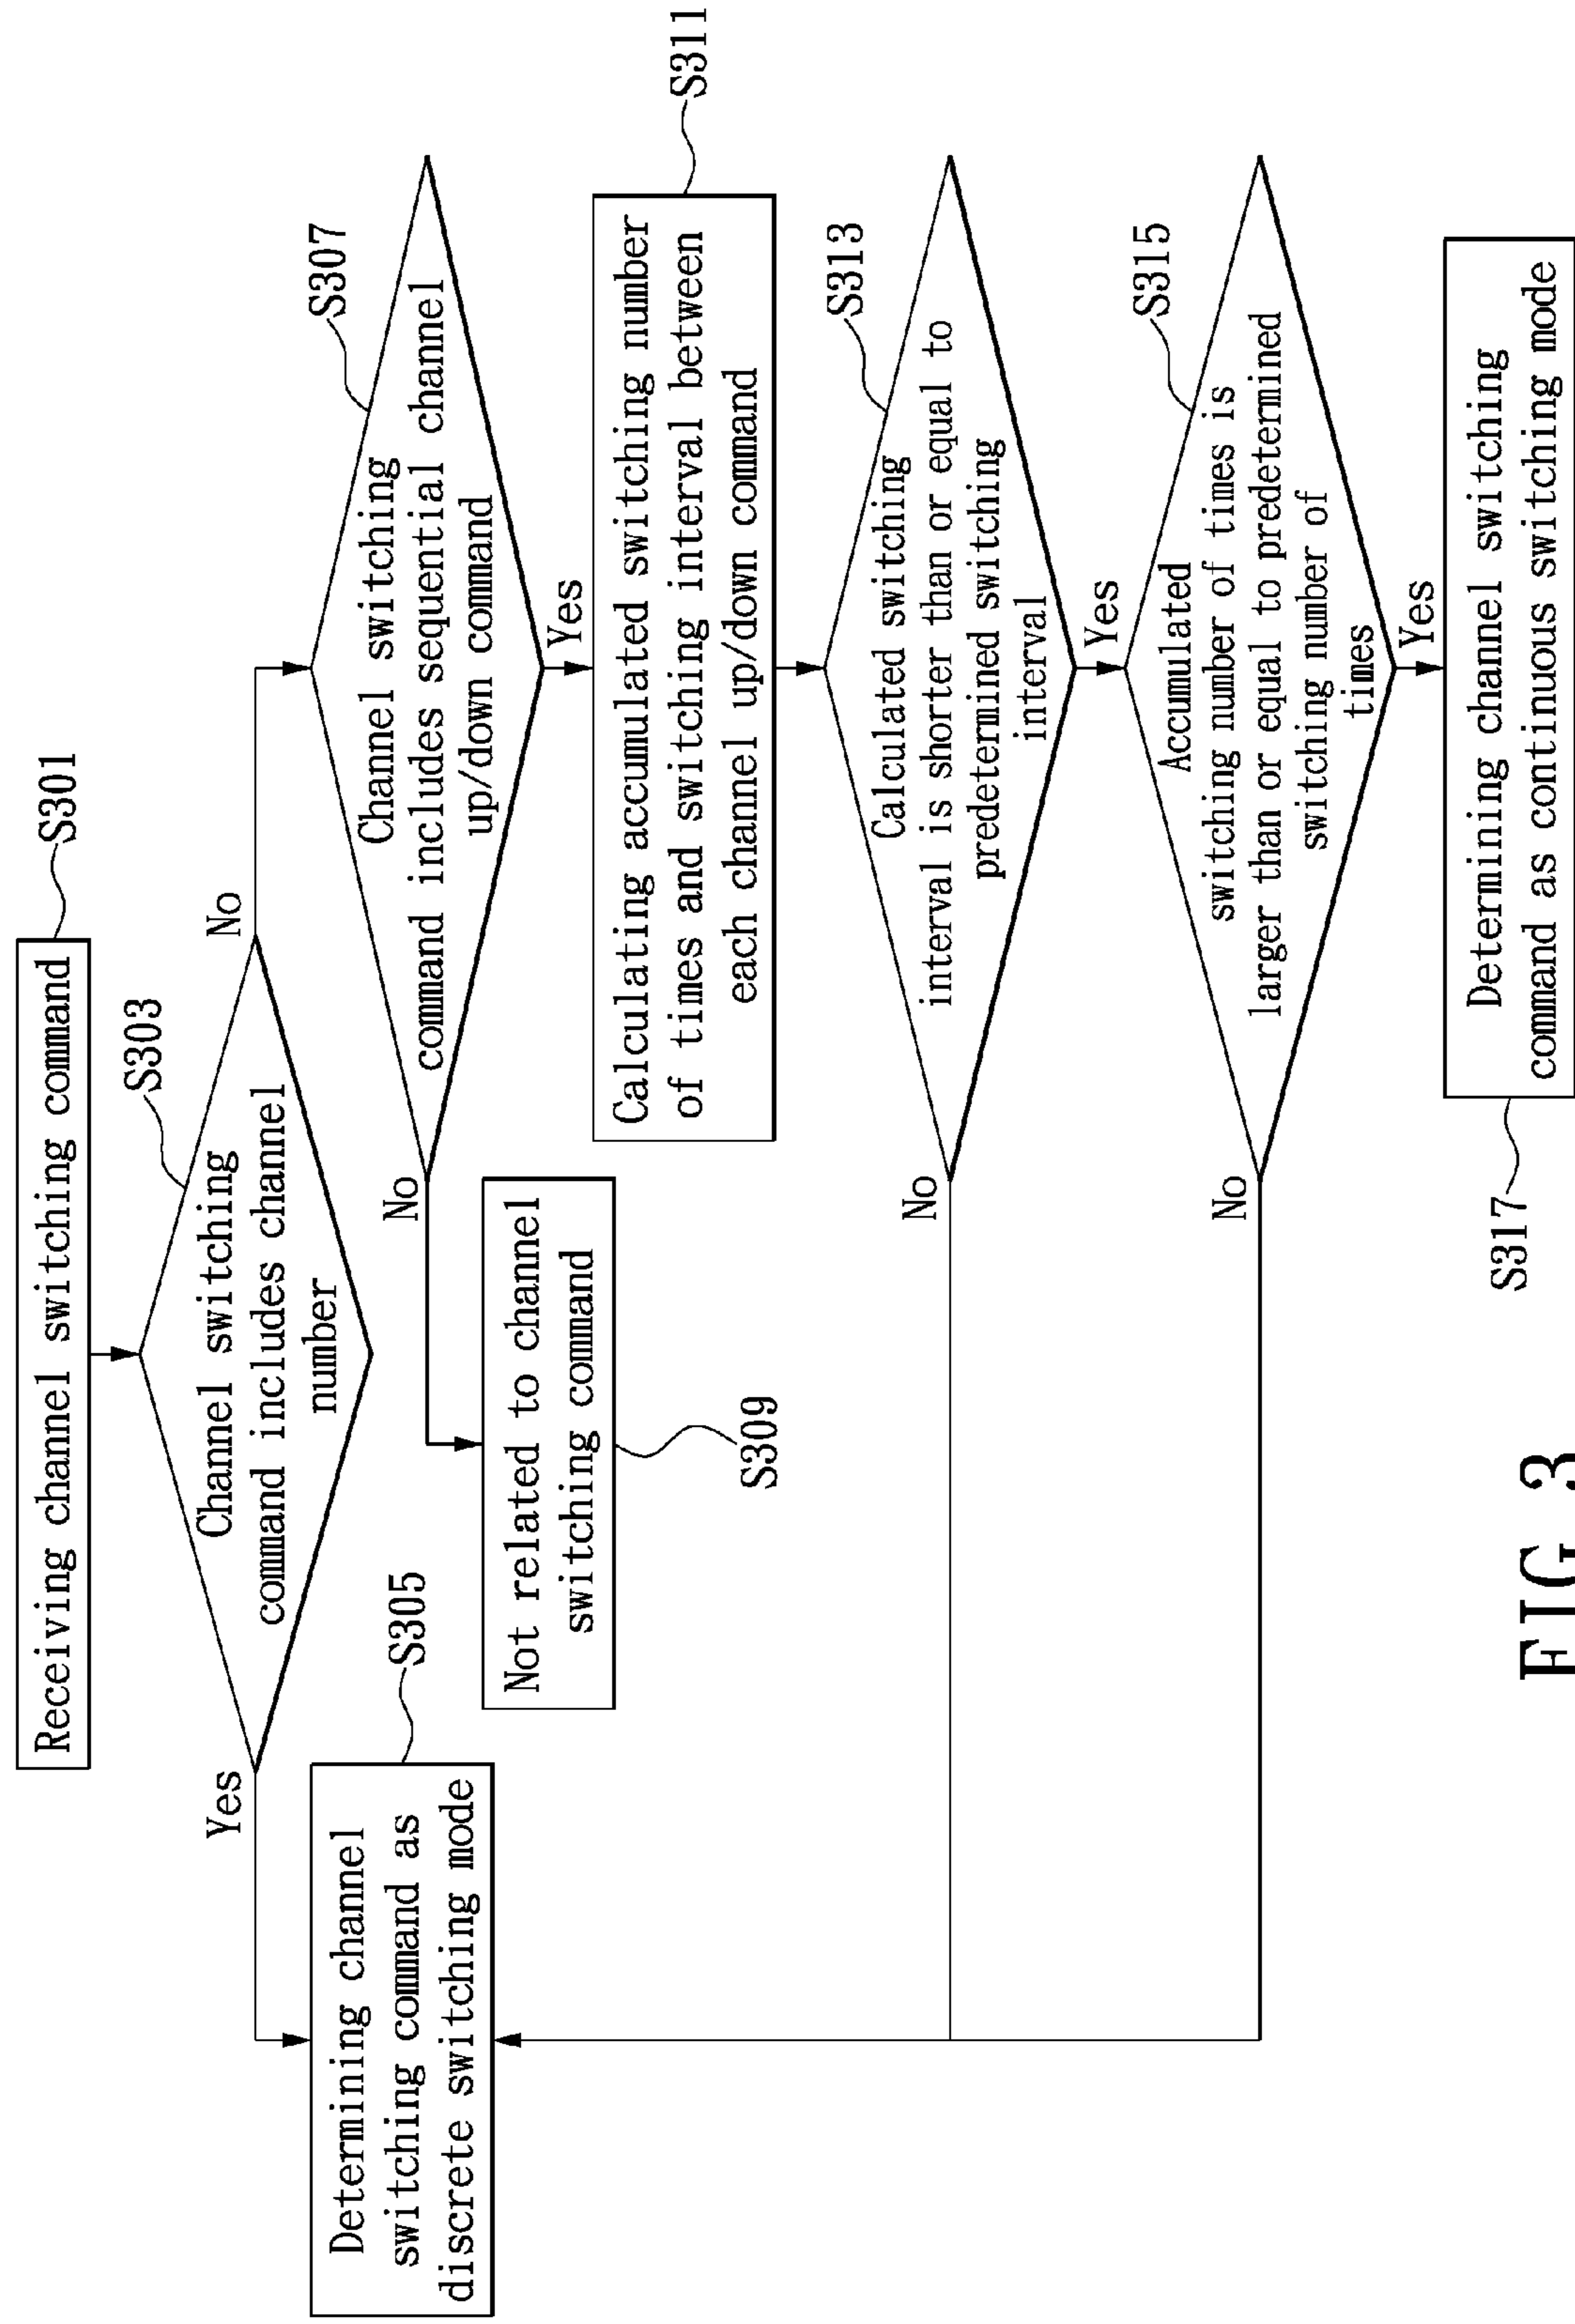 Receiving channel switching command
S301
S303
Channel switching
command includes channel
number
Yes
No
Determining channel
switching command as
discrete switching mode
S305
S307
Channel switching
command includes sequential channel
up/down command
No
Yes
Not related to channel
switching command
S309
Calculating accumulated switching number
of times and switching interval between
each channel up/down command
S311
S313
Calculated switching
interval is shorter than or equal to
predetermined switching
interval
No
Yes
S315
Accumulated
switching number of times is
larger than or equal to predetermined
switching number of
times
No
Yes
Determining channel switching
command as continuous switching mode
S317
FIG 3